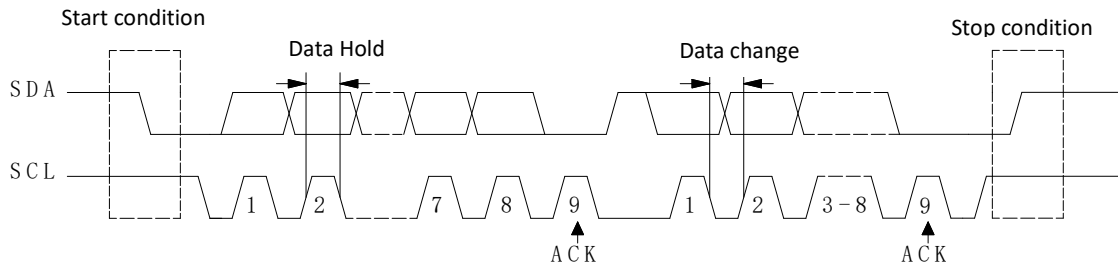 Start condition
Stop condition
Data Hold
Data change
SDA
SCL
1 2 7 8 9 1 2 3-8 9
ACK ACK